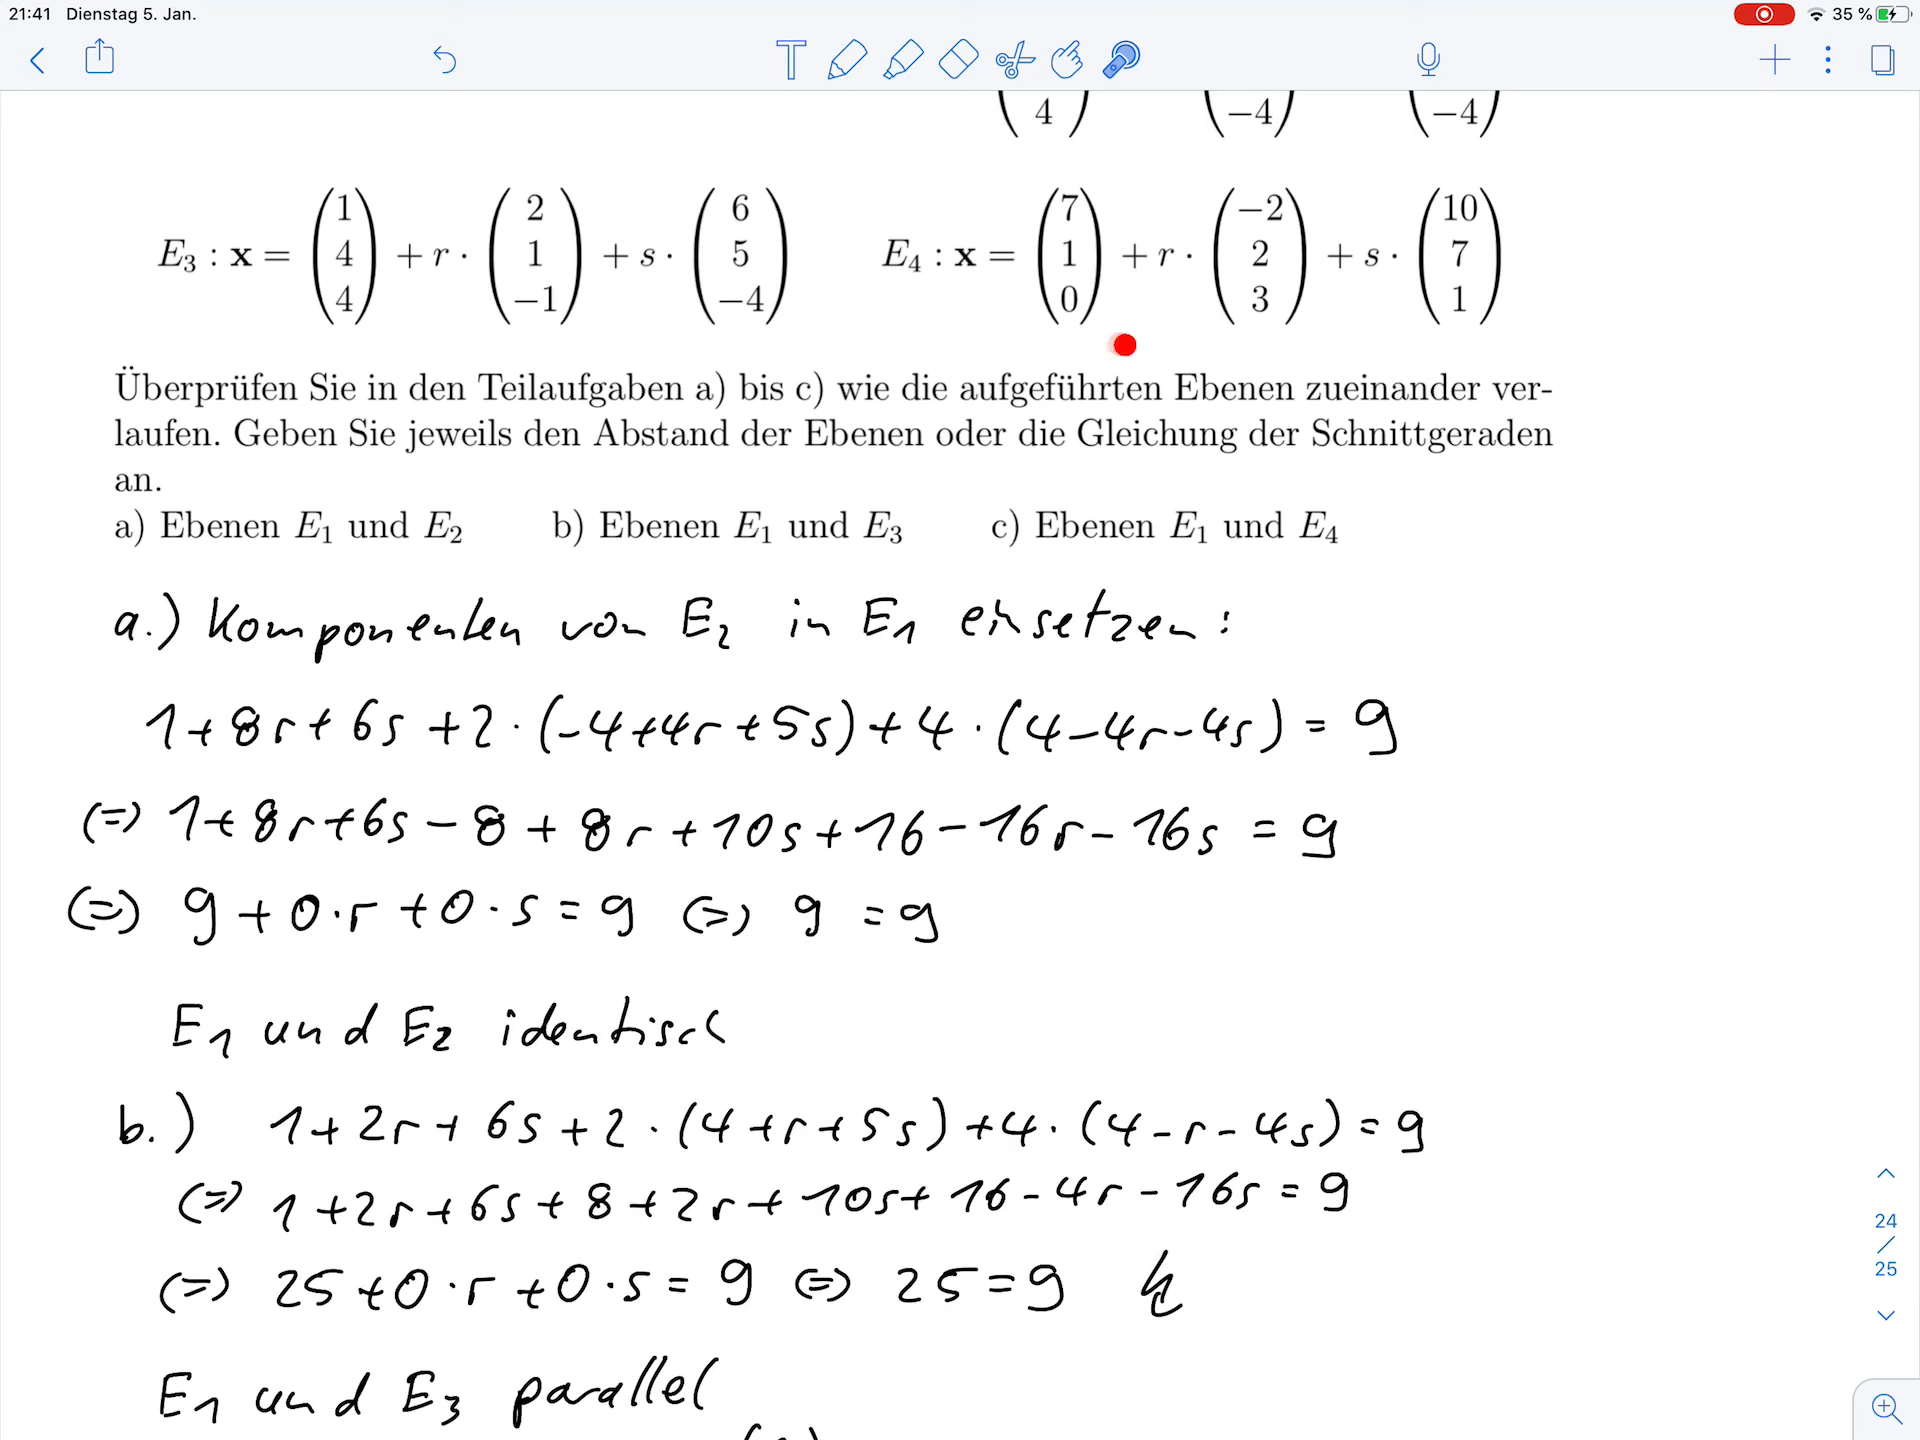 21:41 Dienstag 5. Jan. 35 %
4 −4 −4
E₃ : x = (1 4 4) + r · (2 1 −1) + s · (6 5 −4) E₄ : x = (7 1 0) + r · (−2 2 3) + s · (10 7 1)
Überprüfen Sie in den Teilaufgaben a) bis c) wie die aufgeführten Ebenen zueinander ver-
laufen. Geben Sie jeweils den Abstand der Ebenen oder die Gleichung der Schnittgeraden
an.
a) Ebenen E₁ und E₂ b) Ebenen E₁ und E₃ c) Ebenen E₁ und E₄
a.) Komponenten von E₂ in E₁ einsetzen:
1+8r+6s+2·(-4+4r+5s)+4·(4-4r-4s) = 9
(=) 1+8r+6s-8+8r+10s+16-16r-16s = 9
(=) 9+0·r+0·s=9 (=) 9=9
E₁ und E₂ identisch
b.) 1+2r+6s+2·(4+r+5s)+4·(4-r-4s)=9
(=) 1+2r+6s+8+2r+10s+16-4r-16s=9
(=) 25+0·r+0·s=9 (=) 25=9
E₁ und E₃ parallel
24
/
25